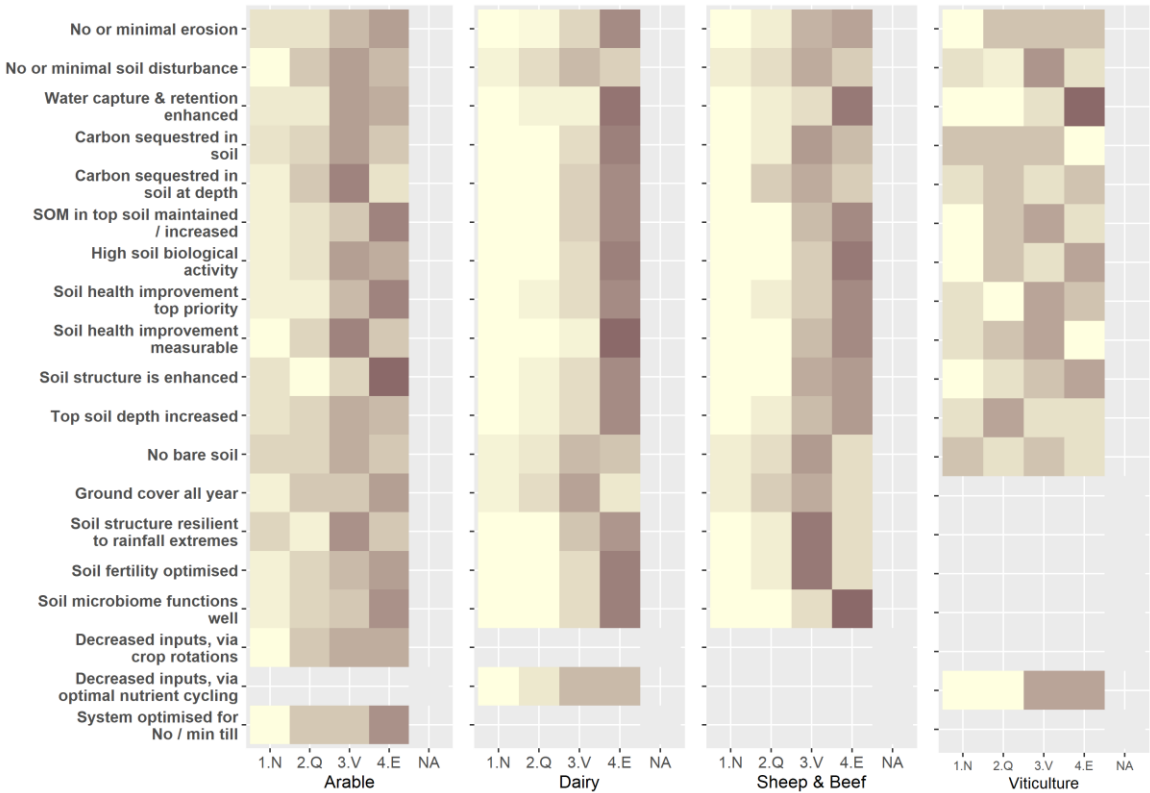 No or minimal erosion
No or minimal soil disturbance
Water capture & retention
enhanced
Carbon sequestred in
soil
Carbon sequestred in
soil at depth
SOM in top soil maintained
/ increased
High soil biological
activity
Soil health improvement
top priority
Soil health improvement
measurable
Soil structure is enhanced
Top soil depth increased
No bare soil
Ground cover all year
Soil structure resilient
to rainfall extremes
Soil fertility optimised
Soil microbiome functions
well
Decreased inputs, via
crop rotations
Decreased inputs, via
optimal nutrient cycling
System optimised for
No / min till
1.N 2.Q 3.V 4.E NA
Arable
1.N 2.Q 3.V 4.E NA
Dairy
1.N 2.Q 3.V 4.E NA
Sheep & Beef
1.N 2.Q 3.V 4.E NA
Viticulture